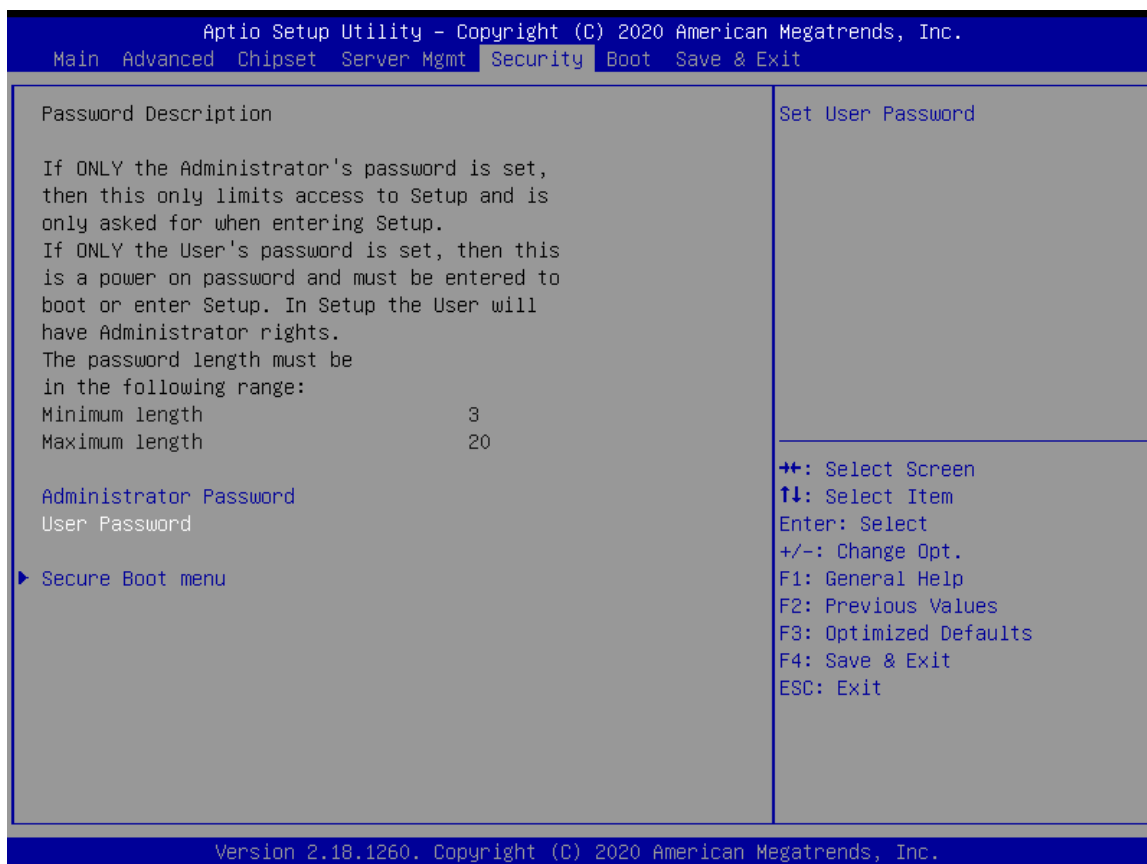 Aptio Setup Utility – Copyright (C) 2020 American Megatrends, Inc.
Main Advanced Chipset Server Mgmt Security Boot Save & Exit
Password Description
If ONLY the Administrator's password is set,
then this only limits access to Setup and is
only asked for when entering Setup.
If ONLY the User's password is set, then this
is a power on password and must be entered to
boot or enter Setup. In Setup the User will
have Administrator rights.
The password length must be
in the following range:
Minimum length 3
Maximum length 20
Administrator Password
User Password
Secure Boot menu
Set User Password
→←: Select Screen
↑↓: Select Item
Enter: Select
+/-: Change Opt.
F1: General Help
F2: Previous Values
F3: Optimized Defaults
F4: Save & Exit
ESC: Exit
Version 2.18.1260. Copyright (C) 2020 American Megatrends, Inc.